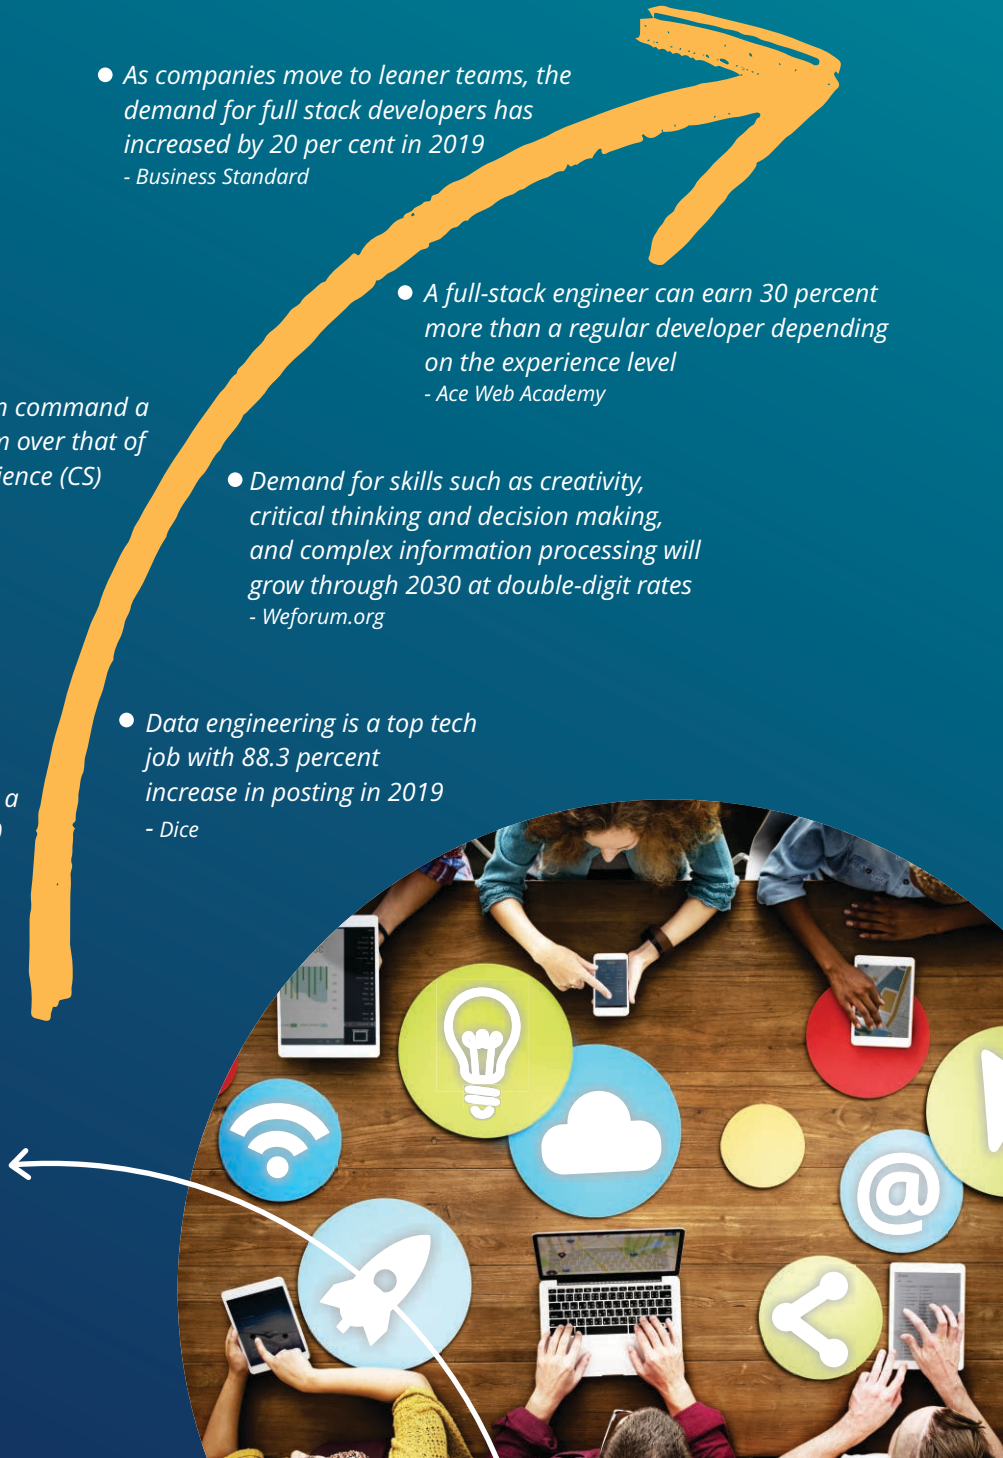 As companies move to leaner teams, the
demand for full stack developers has
increased by 20 per cent in 2019
- Business Standard
A full-stack engineer can earn 30 percent
more than a regular developer depending
on the experience level
- Ace Web Academy
command a
over that of
(CS)
Demand for skills such as creativity,
critical thinking and decision making,
and complex information processing will
grow through 2030 at double-digit rates
- Weforum.org
Data engineering is a top tech
job with 88.3 percent
increase in posting in 2019
- Dice
a
@